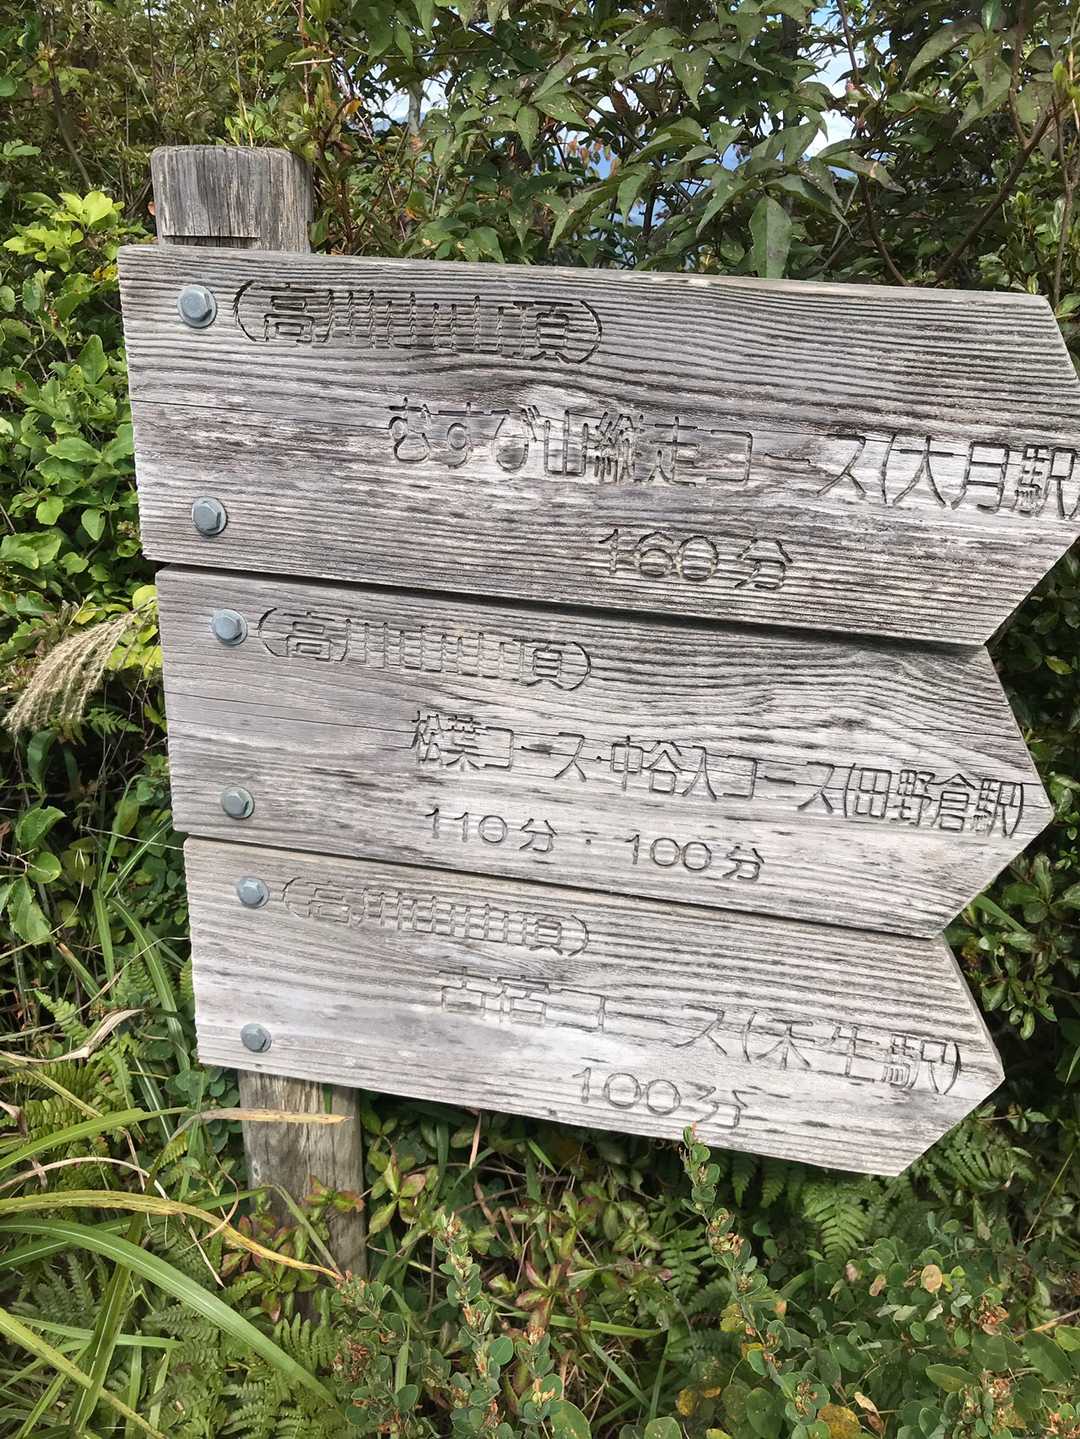 (高川山山頂)
むすび山縦走コース(大月駅)
160分
(高川山山頂)
松葉コース・中谷入コース(田野倉駅)
110分・100分
(高川山山頂)
古宿コース(禾生駅)
100分